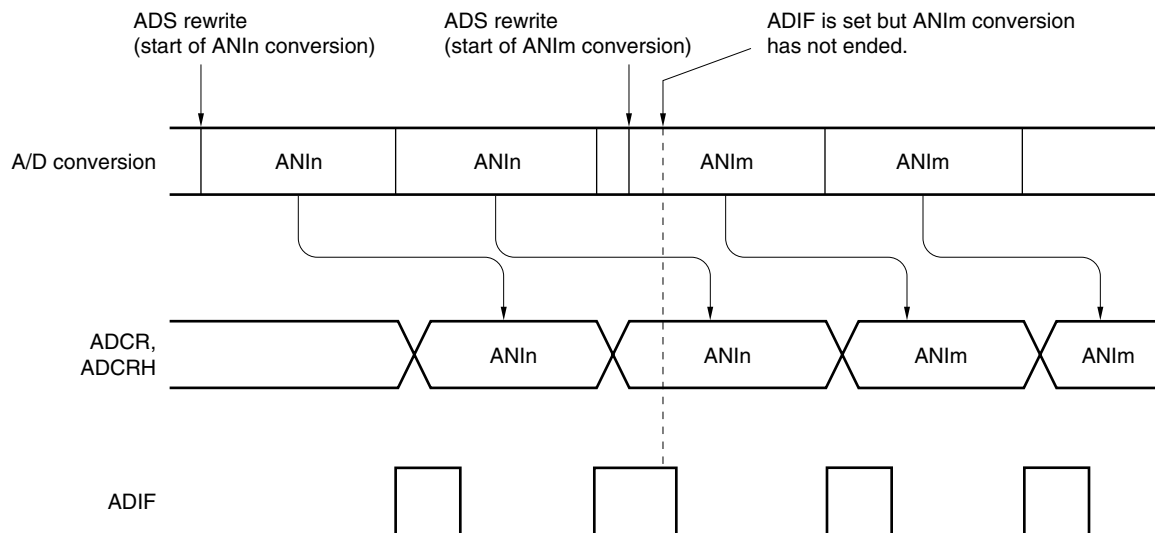 ADS rewrite
(start of ANIn conversion)
ADS rewrite
(start of ANIm conversion)
ADIF is set but ANIm conversion
has not ended.
A/D conversion
ANIn
ANIn
ANIm
ANIm
ADCR,
ADCRH
ANIn
ANIn
ANIm
ANIm
ADIF